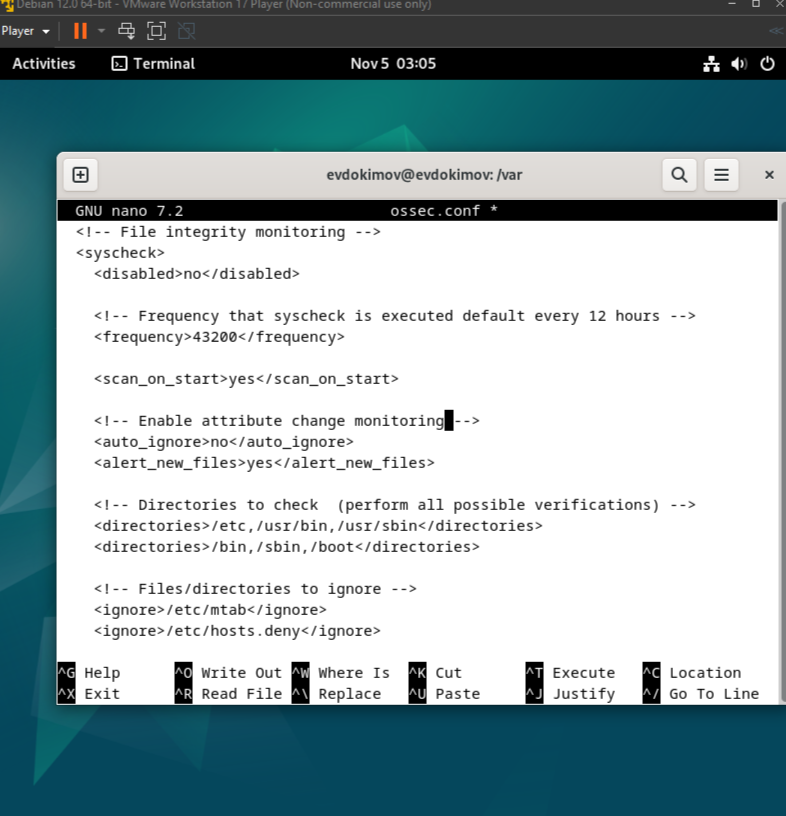 Debian 12.0 64-bit - VMware Workstation 17 Player (Non-commercial use only)
Player
Activities Terminal Nov 5 03:05
evdokimov@evdokimov: /var
GNU nano 7.2 ossec.conf *
<!-- File integrity monitoring -->
<syscheck>
<disabled>no</disabled>
<!-- Frequency that syscheck is executed default every 12 hours -->
<frequency>43200</frequency>
<scan_on_start>yes</scan_on_start>
<!-- Enable attribute change monitoring -->
<auto_ignore>no</auto_ignore>
<alert_new_files>yes</alert_new_files>
<!-- Directories to check  (perform all possible verifications) -->
<directories>/etc,/usr/bin,/usr/sbin</directories>
<directories>/bin,/sbin,/boot</directories>
<!-- Files/directories to ignore -->
<ignore>/etc/mtab</ignore>
<ignore>/etc/hosts.deny</ignore>
^G Help ^O Write Out ^W Where Is ^K Cut ^T Execute ^C Location
^X Exit ^R Read File ^\ Replace ^U Paste ^J Justify ^/ Go To Line